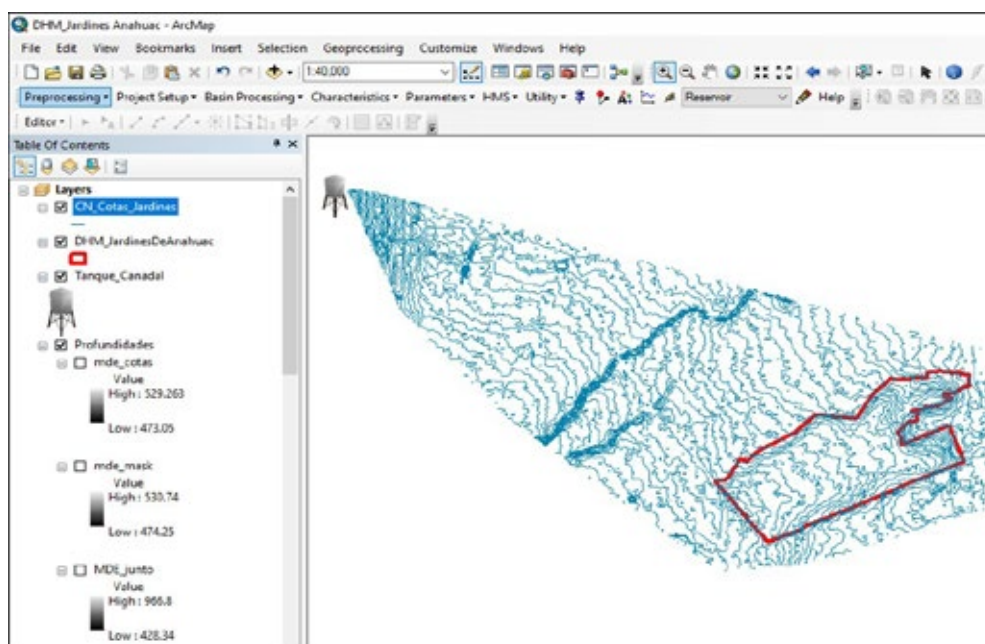 DHM_Jardines Anahuac - ArcMap
File Edit View Bookmarks Insert Selection Geoprocessing Customize Windows Help
1:40,000
Preprocessing Project Setup Basin Processing Characteristics Parameters HMS Utility Reservoir Help
Editor
Table Of Contents
Layers
CN_Cotas_Jardines
DHM_JardinesDeAnahuac
Tanque_Canadal
Profundidades
mde_cotas
Value
High : 529.263
Low : 473.05
mde_mask
Value
High : 530.74
Low : 474.25
MDE_junto
Value
High : 966.8
Low : 428.34